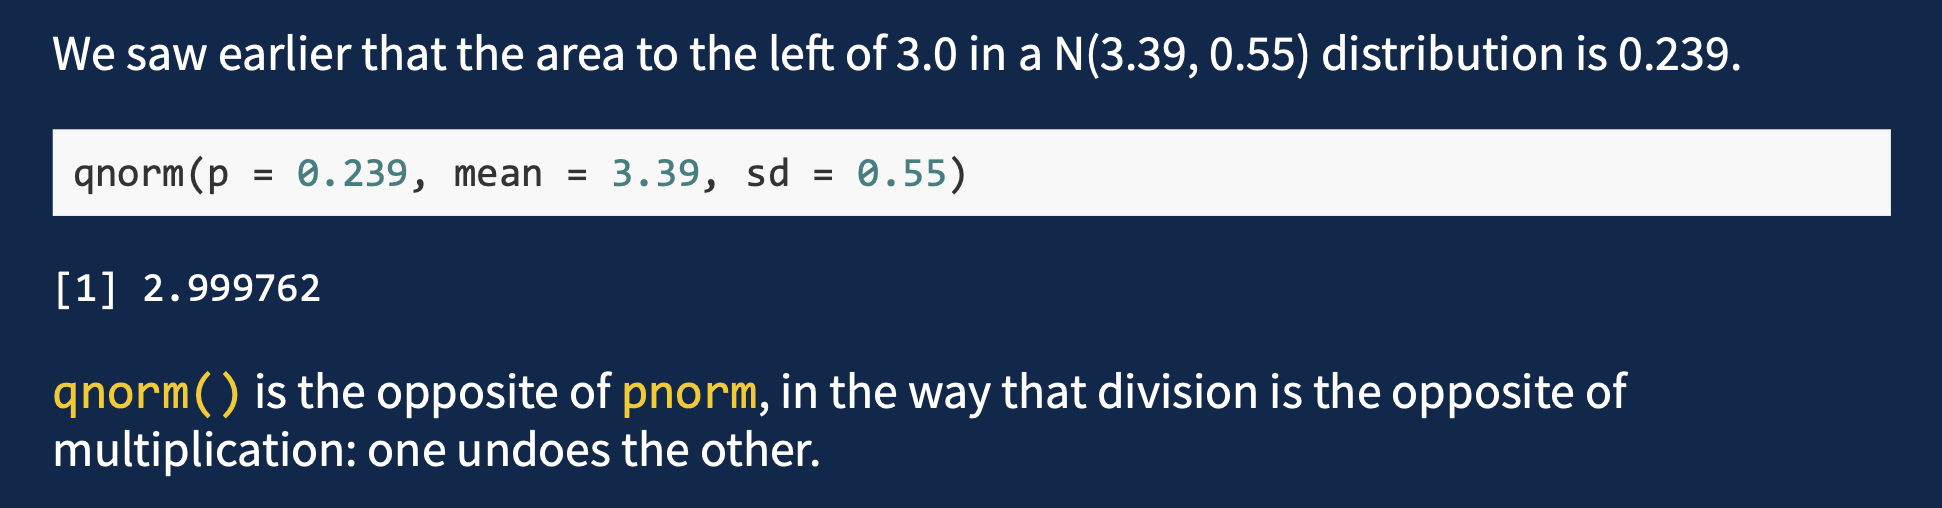 We saw earlier that the area to the left of 3.0 in a N(3.39, 0.55) distribution is 0.239.
qnorm(p = 0.239, mean = 3.39, sd = 0.55)
[1] 2.999762
qnorm() is the opposite of pnorm, in the way that division is the opposite of
multiplication: one undoes the other.